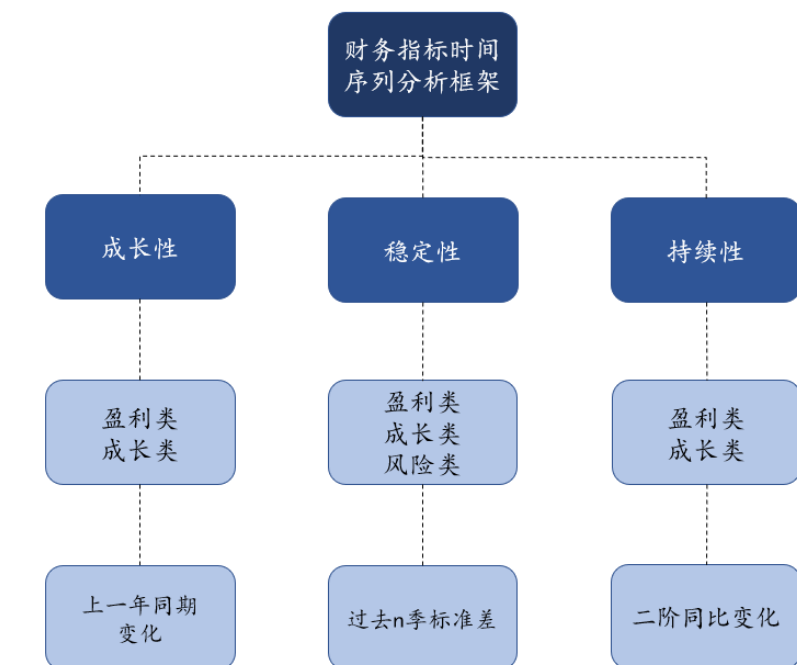 财务指标时间
序列分析框架
成长性
稳定性
持续性
盈利类
成长类
盈利类
成长类
风险类
盈利类
成长类
上一年同期
变化
过去n季标准差
二阶同比变化